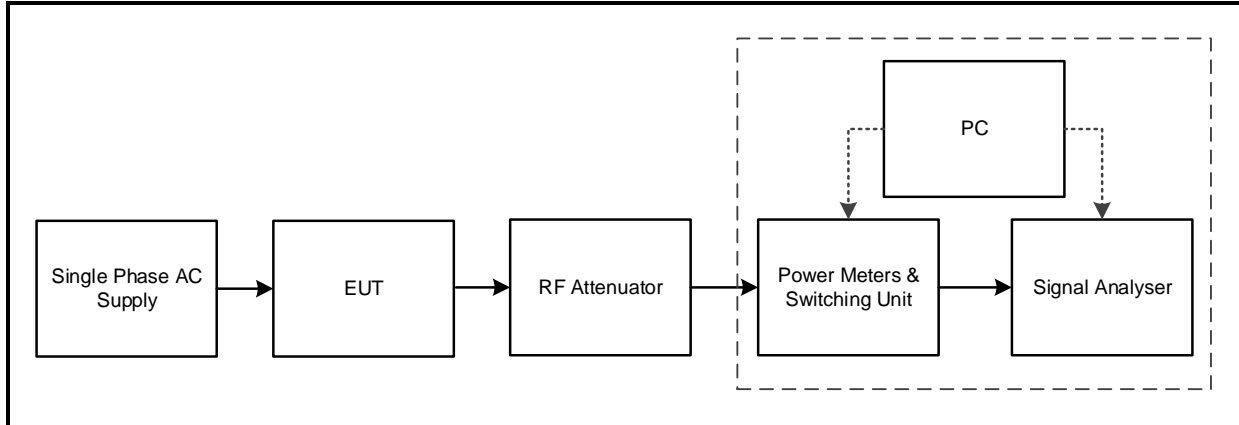 PC
Single Phase AC
Supply
EUT
RF Attenuator
Power Meters &
Switching Unit
Signal Analyser